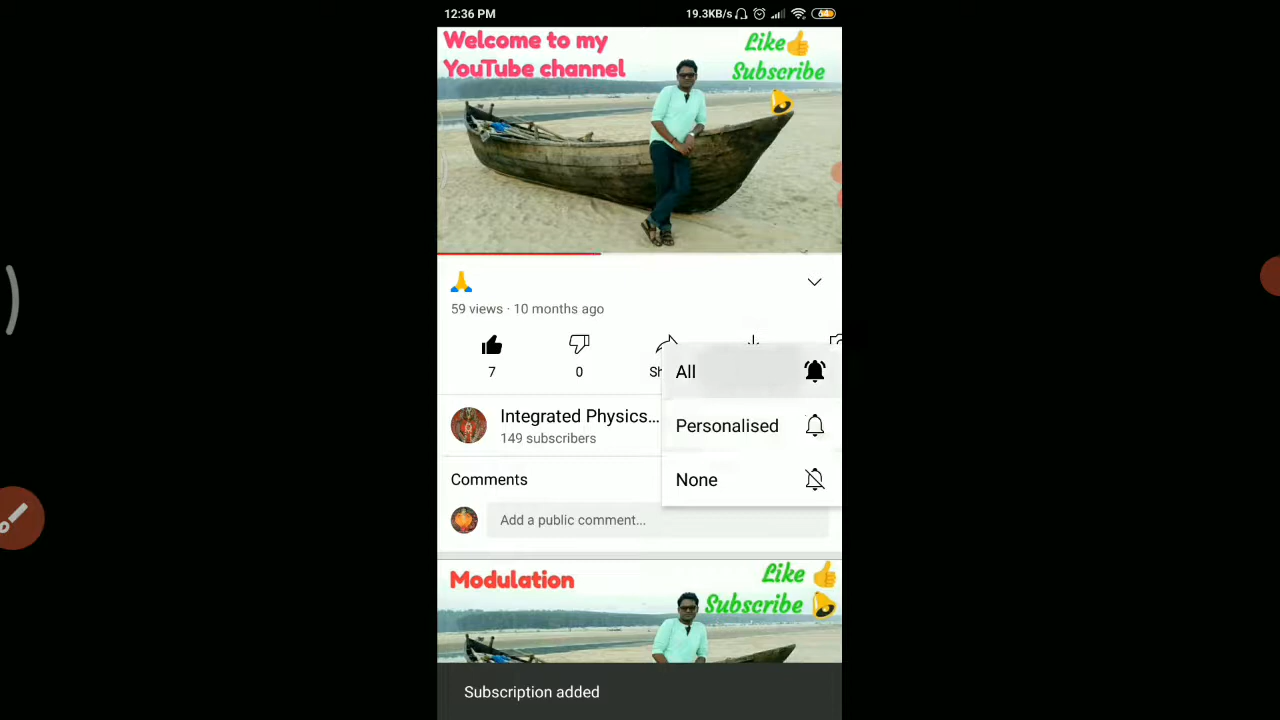 12:36 PM 19.3KB/s 64
Welcome to my
YouTube channel
Like👍
Subscribe
🙏
59 views · 10 months ago
7 0
All
Personalised
None
Integrated Physics...
149 subscribers
Comments
Add a public comment...
Modulation
Like 👍
Subscribe
Subscription added